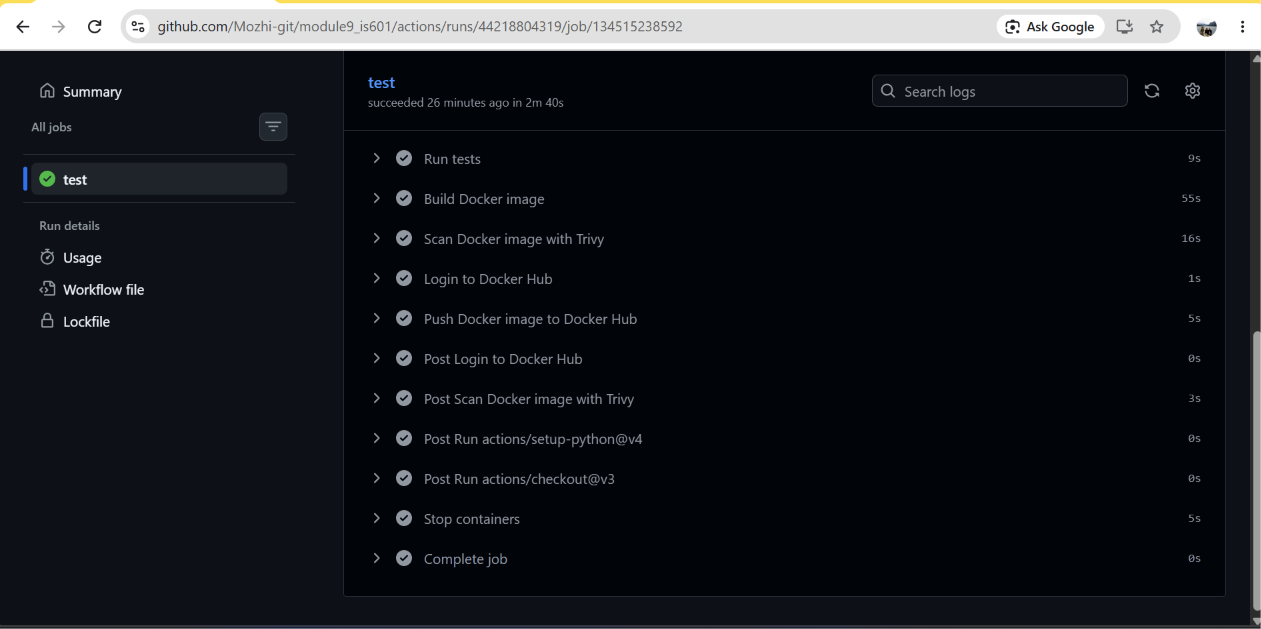 github.com/Mozhi-git/module9_is601/actions/runs/44218804319/job/134515238592
Ask Google
Summary
All jobs
test
Run details
Usage
Workflow file
Lockfile
test
succeeded 26 minutes ago in 2m 40s
Search logs
Run tests 9s
Build Docker image 55s
Scan Docker image with Trivy 16s
Login to Docker Hub 1s
Push Docker image to Docker Hub 5s
Post Login to Docker Hub 0s
Post Scan Docker image with Trivy 3s
Post Run actions/setup-python@v4 0s
Post Run actions/checkout@v3 0s
Stop containers 5s
Complete job 0s